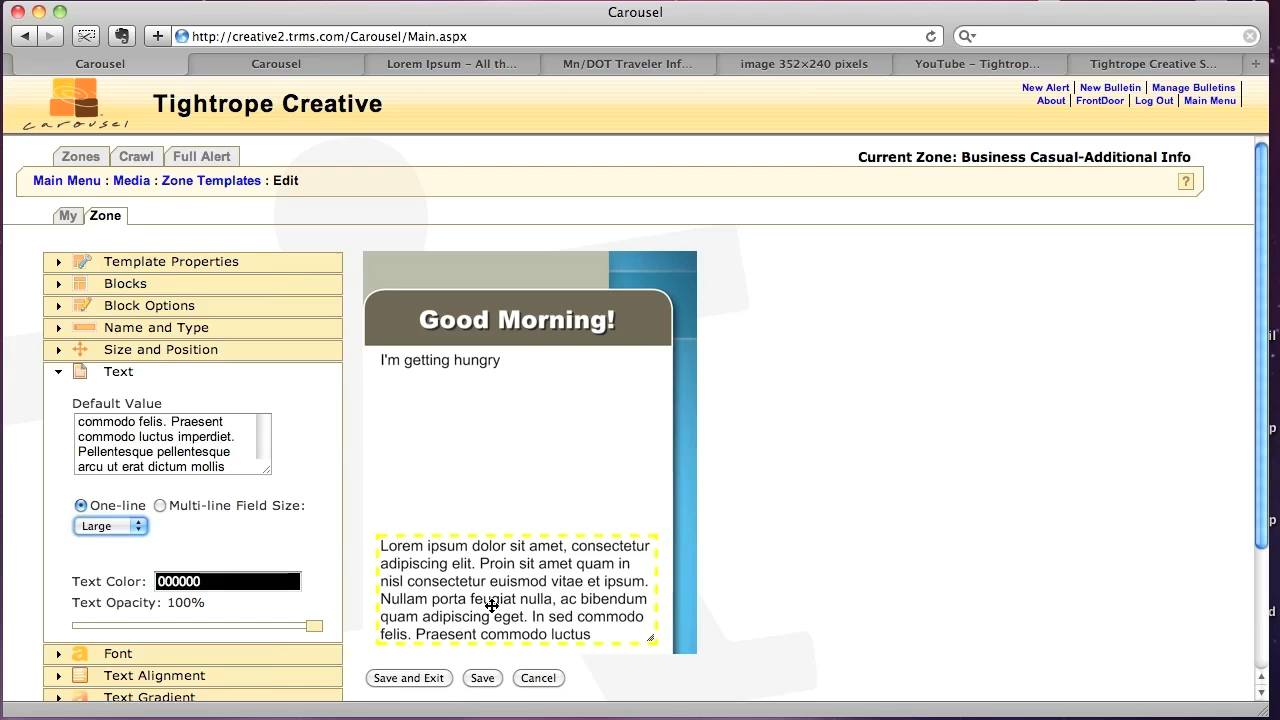 Carousel
http://creative2.trms.com/Carousel/Main.aspx
Carousel
Carousel
Lorem Ipsum – All th...
Mn/DOT Traveler Inf...
image 352×240 pixels
YouTube – Tightrop...
Tightrope Creative S...
carousel
Tightrope Creative
New Alert | New Bulletin | Manage Bulletins
About | FrontDoor | Log Out | Main Menu
Zones
Crawl
Full Alert
Current Zone: Business Casual-Additional Info
Main Menu : Media : Zone Templates : Edit
?
My
Zone
Template Properties
Blocks
Block Options
Name and Type
Size and Position
Text
Default Value
commodo felis. Praesent
commodo luctus imperdiet.
Pellentesque pellentesque
arcu ut erat dictum mollis
One-line
Multi-line Field Size:
Large
Text Color: 000000
Text Opacity: 100%
Font
Text Alignment
Text Gradient
Good Morning!
I'm getting hungry
Lorem ipsum dolor sit amet, consectetur
adipiscing elit. Proin sit amet quam in
nisl consectetur euismod vitae et ipsum.
Nullam porta feugiat nulla, ac bibendum
quam adipiscing eget. In sed commodo
felis. Praesent commodo luctus
Save and Exit
Save
Cancel